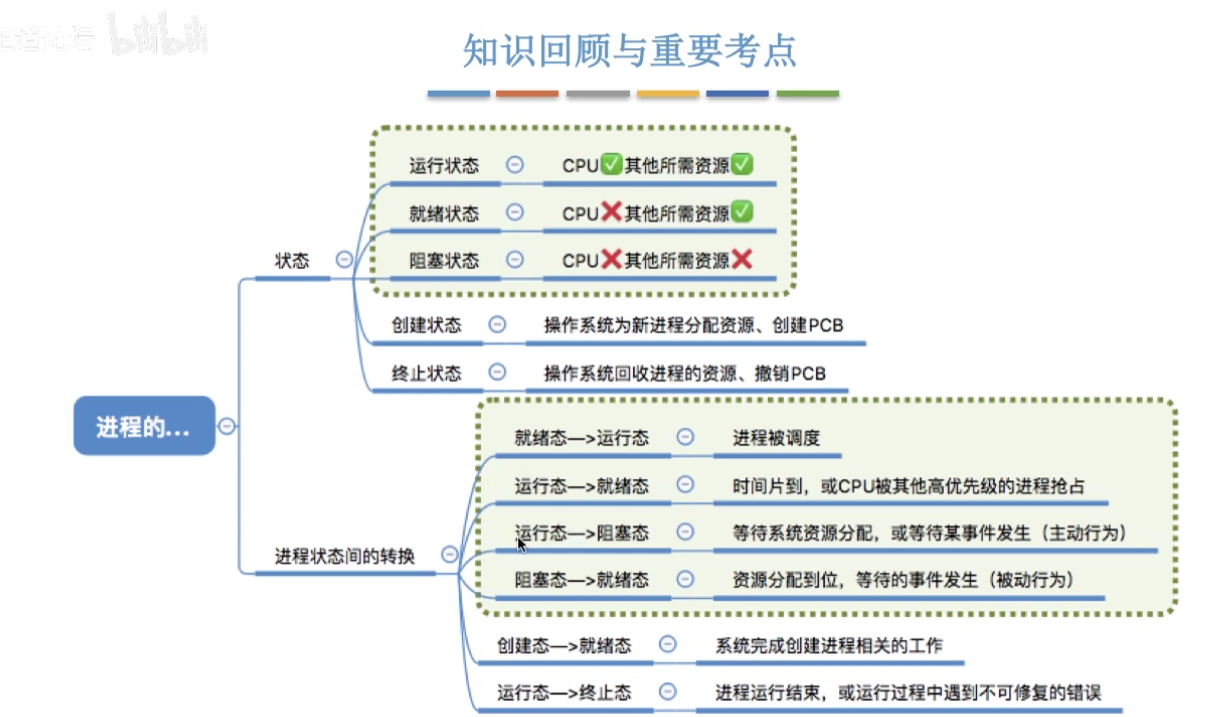 bilibili
知识回顾与重要考点
运行状态 CPU✅其他所需资源✅
就绪状态 CPU❌其他所需资源✅
状态 阻塞状态 CPU❌其他所需资源❌
创建状态 操作系统为新进程分配资源、创建PCB
终止状态 操作系统回收进程的资源、撤销PCB
进程的...
就绪态—>运行态 进程被调度
运行态—>就绪态 时间片到，或CPU被其他高优先级的进程抢占
运行态—>阻塞态 等待系统资源分配，或等待某事件发生（主动行为）
进程状态间的转换
阻塞态—>就绪态 资源分配到位，等待的事件发生（被动行为）
创建态—>就绪态 系统完成创建进程相关的工作
运行态—>终止态 进程运行结束，或运行过程中遇到不可修复的错误